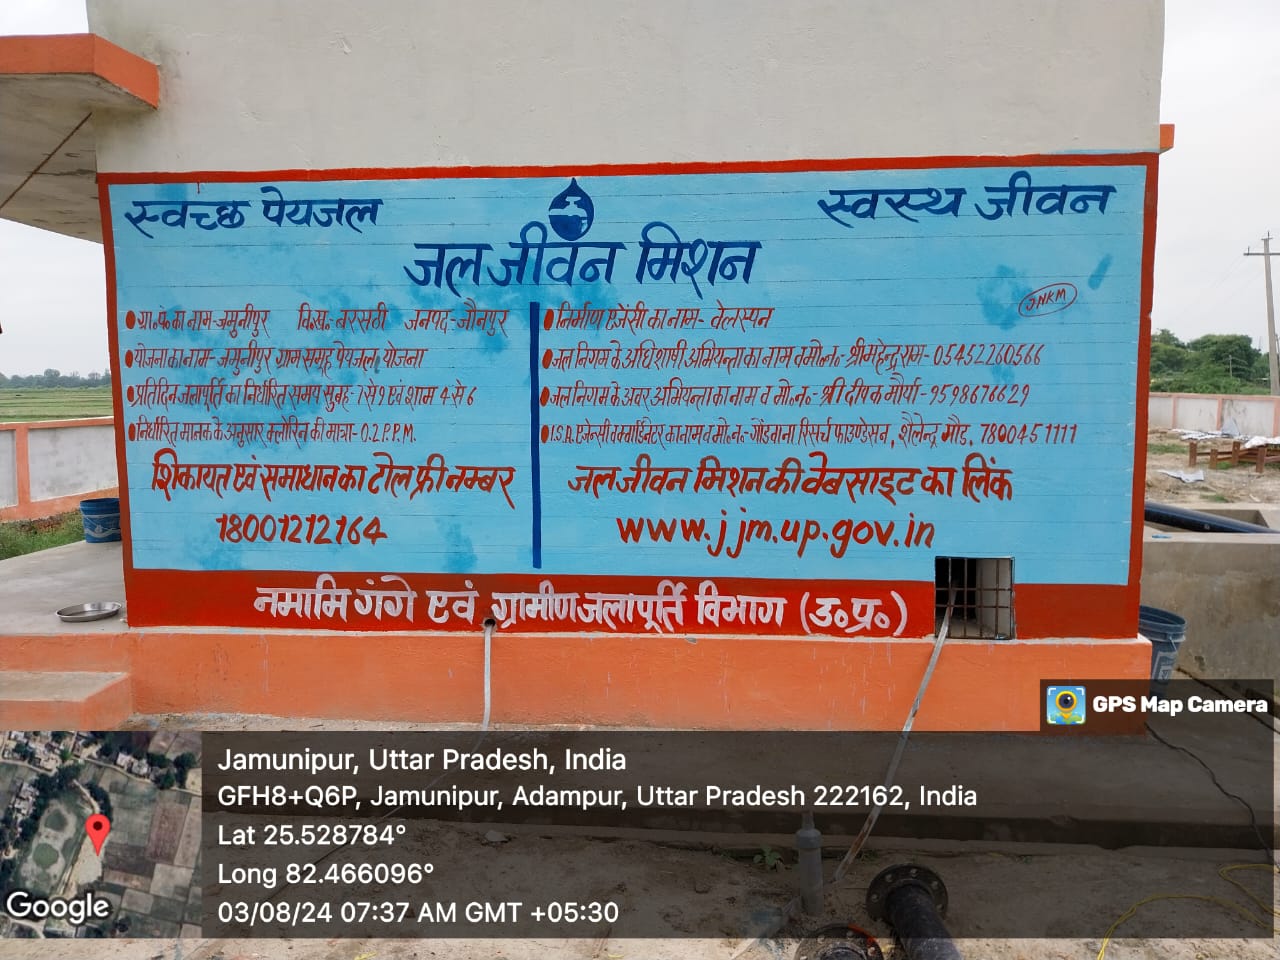 स्वच्छ पेयजल
स्वस्थ जीवन
जल जीवन मिशन
JNKM
ग्रा.पं.का नाम-जमुनीपुर वि.ख.-बरसठी जनपद-जौनपुर
योजना का नाम-जमुनीपुर ग्राम समूह पेयजल योजना
प्रतिदिन जलापूर्ति का निर्धारित समय सुबह-7 से 9 एवं शाम 4 से 6
निर्धारित मानक के अनुसार क्लोरिन की मात्रा-0.2 P.P.M.
शिकायत एवं समाधान का टोल फ्री नम्बर
18001212164
निर्माण एजेंसी का नाम- वेलस्पन
जल निगम के अधिशाषी अभियन्ता का नाम व मो.न.- श्री महेन्द्र राम- 05452260566
जल निगम के अवर अभियन्ता का नाम व मो.न.- श्री दीपक मौर्या-9598676629
I.S.A. एजेन्सी व कार्डिनेटर का नाम व मो.न.- गोंडवाना रिसर्च फाउण्डेसन, शैलेन्द्र गौड. 7800451111
जल जीवन मिशन की वेबसाइट का लिंक
www.jjm.up.gov.in
नमामि गंगे एवं ग्रामीण जलापूर्ति विभाग (उ०प्र०)
GPS Map Camera
Jamunipur, Uttar Pradesh, India
GFH8+Q6P, Jamunipur, Adampur, Uttar Pradesh 222162, India
Lat 25.528784°
Long 82.466096°
03/08/24 07:37 AM GMT +05:30
Google